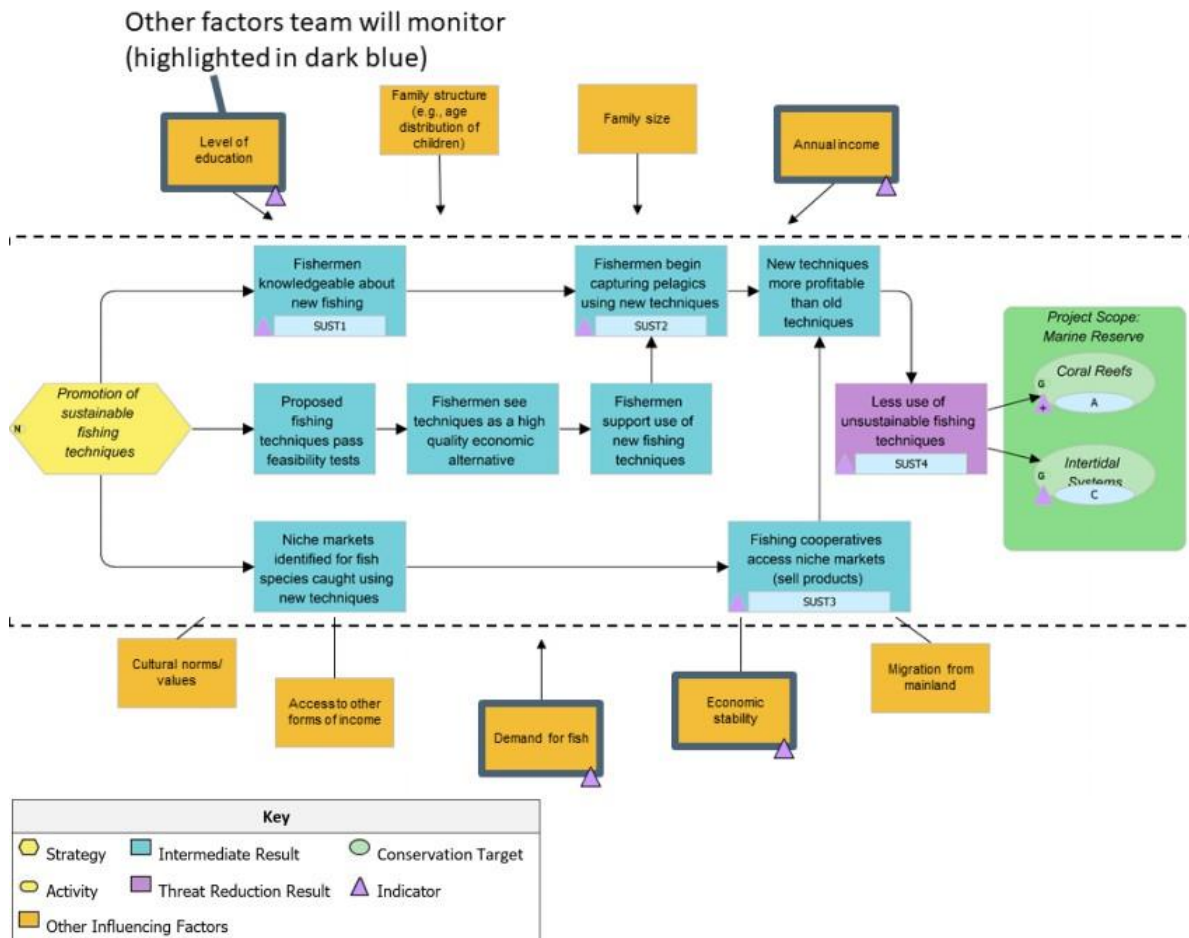 Other factors team will monitor
(highlighted in dark blue)
Level of
education
Family structure
(e.g., age
distribution of
children)
Family size
Annual income
Fishermen
knowledgeable about
new fishing
SUST1
Fishermen begin
capturing pelagics
using new techniques
SUST2
New techniques
more profitable
than old
techniques
Project Scope:
Marine Reserve
Coral Reefs
G
A
Promotion of
sustainable
fishing
techniques
N
Proposed
fishing
techniques pass
feasibility tests
Fishermen see
techniques as a high
quality economic
alternative
Fishermen
support use of
new fishing
techniques
Less use of
unsustainable fishing
techniques
SUST4
Intertidal
Systems
G
C
Niche markets
identified for fish
species caught using
new techniques
Fishing cooperatives
access niche markets
(sell products)
SUST3
Cultural norms/
values
Access to other
forms of income
Demand for fish
Economic
stability
Migration from
mainland
Key
Strategy
Intermediate Result
Conservation Target
Activity
Threat Reduction Result
Indicator
Other Influencing Factors